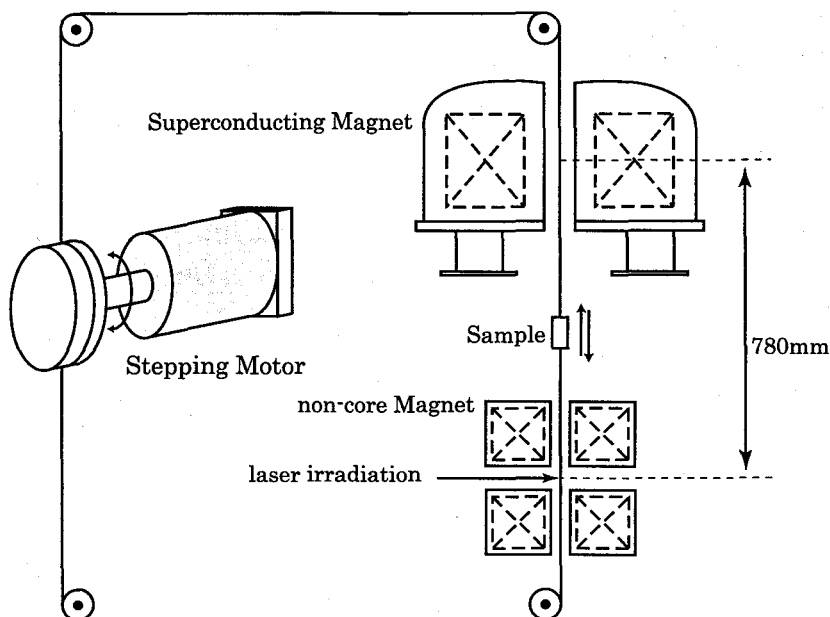 Superconducting Magnet
Sample
780mm
Stepping Motor
non-core Magnet
laser irradiation